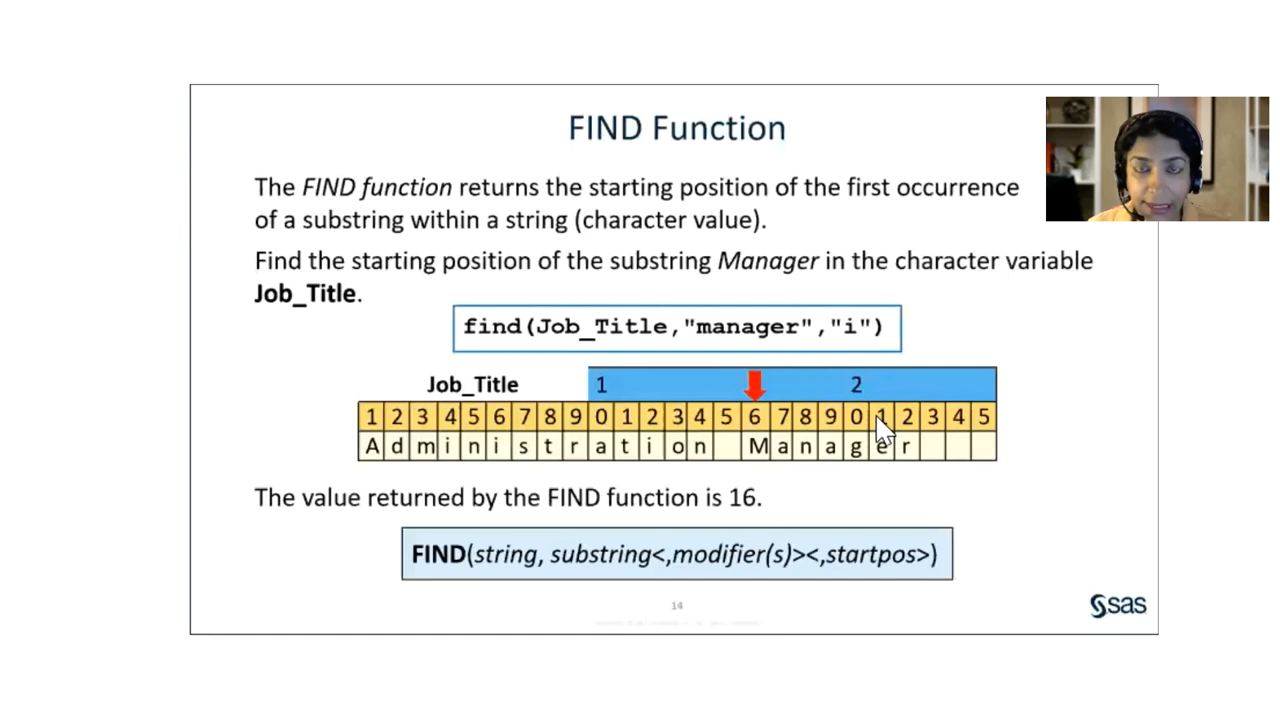 FIND Function
The FIND function returns the starting position of the first occurrence
of a substring within a string (character value).
Find the starting position of the substring Manager in the character variable
Job_Title.
find(Job_Title,"manager","i")
Job_Title 1 2
1 2 3 4 5 6 7 8 9 0 1 2 3 4 5 6 7 8 9 0 1 2 3 4 5
A d m i n i s t r a t i o n M a n a g e r
The value returned by the FIND function is 16.
FIND(string, substring<,modifier(s)><,startpos>)
14
sas